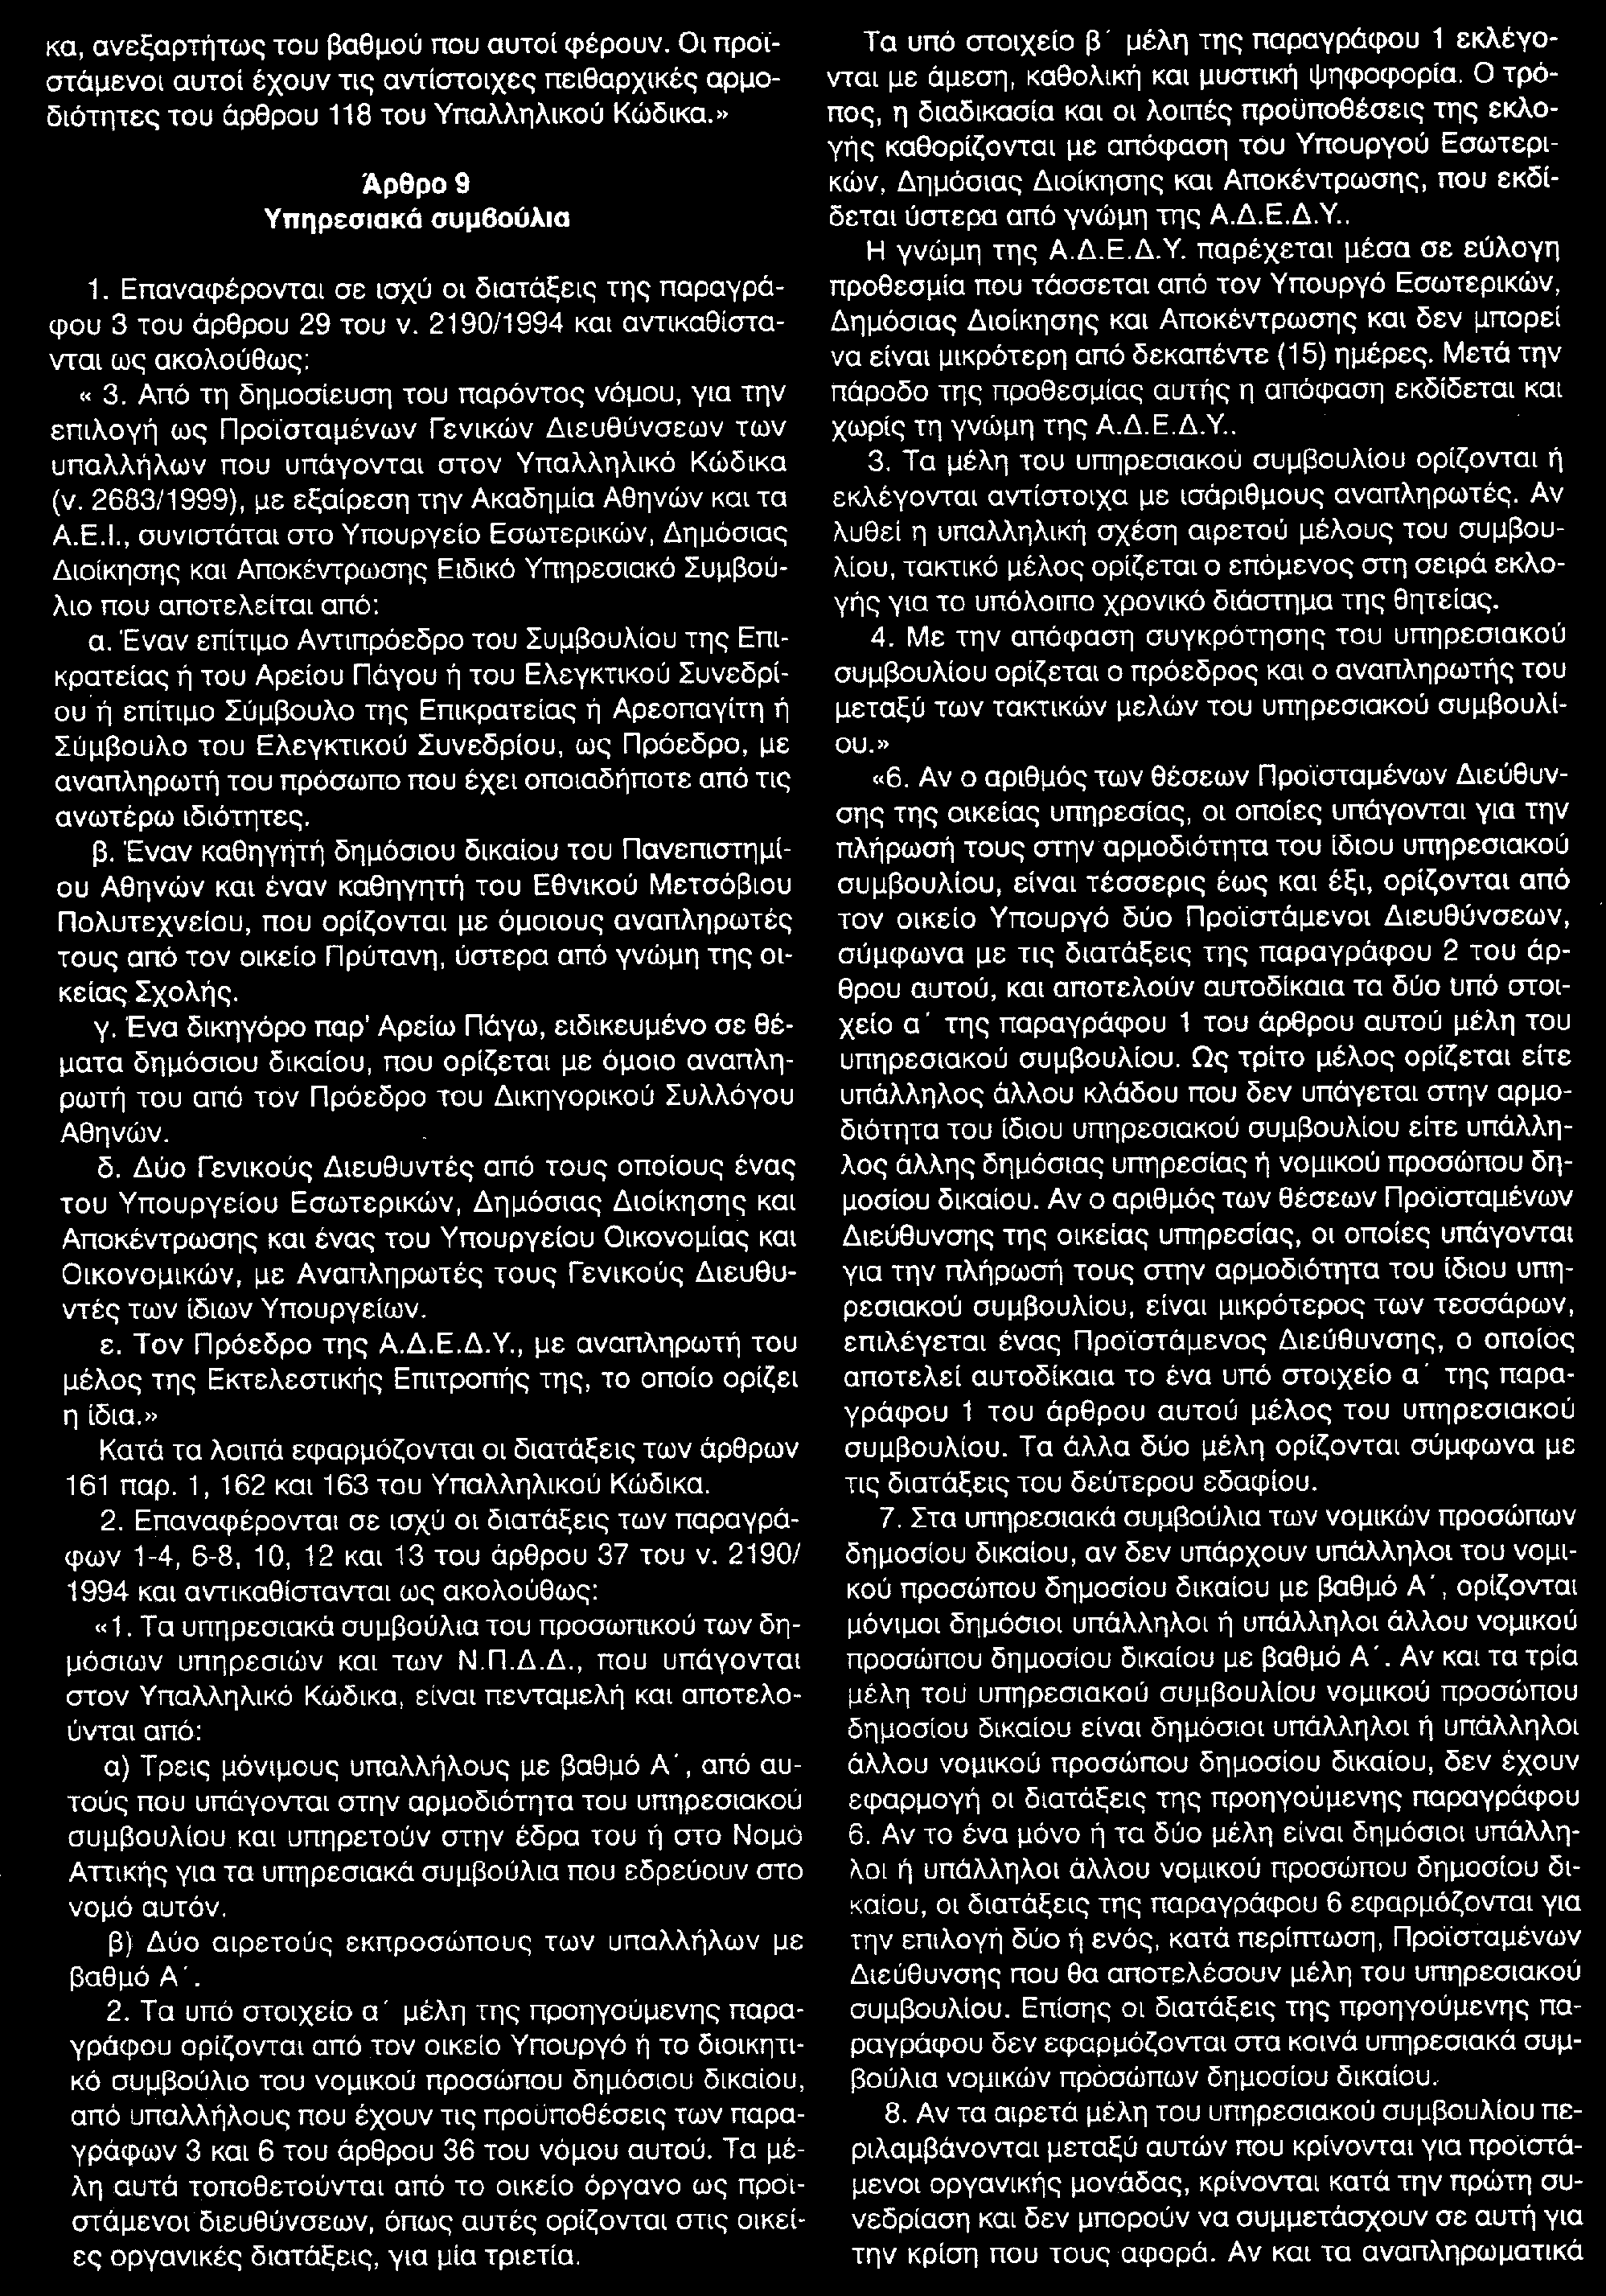 κα, ανεξαρτήτως του βαθμού που αυτοί φέρουν. Οι προϊ-
στάμενοι αυτοί έχουν τις αντίστοιχες πειθαρχικές αρμο-
διότητες του άρθρου 118 του Υπαλληλικού Κώδικα.»
Άρθρο 9
Υπηρεσιακά συμβούλια
1. Επαναφέρονται σε ισχύ οι διατάξεις της παραγρά-
φου 3 του άρθρου 29 του ν. 2190/1994 και αντικαθίστα-
νται ως ακολούθως:
« 3. Από τη δημοσίευση του παρόντος νόμου, για την
επιλογή ως Προϊσταμένων Γενικών Διευθύνσεων των
υπαλλήλων που υπάγονται στον Υπαλληλικό Κώδικα
(ν. 2683/1999), με εξαίρεση την Ακαδημία Αθηνών και τα
Α.Ε.Ι., συνιστάται στο Υπουργείο Εσωτερικών, Δημόσιας
Διοίκησης και Αποκέντρωσης Ειδικό Υπηρεσιακό Συμβού-
λιο που αποτελείται από:
α. Έναν επίτιμο Αντιπρόεδρο του Συμβουλίου της Επι-
κρατείας ή του Αρείου Πάγου ή του Ελεγκτικού Συνεδρί-
ου ή επίτιμο Σύμβουλο της Επικρατείας ή Αρεοπαγίτη ή
Σύμβουλο του Ελεγκτικού Συνεδρίου, ως Πρόεδρο, με
αναπληρωτή του πρόσωπο που έχει οποιαδήποτε από τις
ανωτέρω ιδιότητες.
β. Έναν καθηγητή δημόσιου δικαίου του Πανεπιστημί-
ου Αθηνών και έναν καθηγητή του Εθνικού Μετσόβιου
Πολυτεχνείου, που ορίζονται με όμοιους αναπληρωτές
τους από τον οικείο Πρύτανη, ύστερα από γνώμη της οι-
κείας Σχολής.
γ. Ένα δικηγόρο παρ' Αρείω Πάγω, ειδικευμένο σε θέ-
ματα δημόσιου δικαίου, που ορίζεται με όμοιο αναπλη-
ρωτή του από τον Πρόεδρο του Δικηγορικού Συλλόγου
Αθηνών.
δ. Δύο Γενικούς Διευθυντές από τους οποίους ένας
του Υπουργείου Εσωτερικών, Δημόσιας Διοίκησης και
Αποκέντρωσης και ένας του Υπουργείου Οικονομίας και
Οικονομικών, με Αναπληρωτές τους Γενικούς Διευθυ-
ντές των ίδιων Υπουργείων.
ε. Τον Πρόεδρο της Α.Δ.Ε.Δ.Υ., με αναπληρωτή του
μέλος της Εκτελεστικής Επιτροπής της, το οποίο ορίζει
η ίδια.»
Κατά τα λοιπά εφαρμόζονται οι διατάξεις των άρθρων
161 παρ. 1, 162 και 163 του Υπαλληλικού Κώδικα.
2. Επαναφέρονται σε ισχύ οι διατάξεις των παραγρά-
φων 1-4, 6-8, 10, 12 και 13 του άρθρου 37 του ν. 2190/
1994 και αντικαθίστανται ως ακολούθως:
«1. Τα υπηρεσιακά συμβούλια του προσωπικού των δη-
μόσιων υπηρεσιών και των Ν.Π.Δ.Δ., που υπάγονται
στον Υπαλληλικό Κώδικα, είναι πενταμελή και αποτελο-
ύνται από:
α) Τρεις μόνιμους υπαλλήλους με βαθμό Α΄, από αυ-
τούς που υπάγονται στην αρμοδιότητα του υπηρεσιακού
συμβουλίου και υπηρετούν στην έδρα του ή στο Νομό
Αττικής για τα υπηρεσιακά συμβούλια που εδρεύουν στο
νομό αυτόν.
β) Δύο αιρετούς εκπροσώπους των υπαλλήλων με
βαθμό Α΄.
2. Τα υπό στοιχείο α΄ μέλη της προηγούμενης παρα-
γράφου ορίζονται από τον οικείο Υπουργό ή το διοικητι-
κό συμβούλιο του νομικού προσώπου δημόσιου δικαίου,
από υπαλλήλους που έχουν τις προϋποθέσεις των παρα-
γράφων 3 και 6 του άρθρου 36 του νόμου αυτού. Τα μέ-
λη αυτά τοποθετούνται από το οικείο όργανο ως προϊ-
στάμενοι διευθύνσεων, όπως αυτές ορίζονται στις οικεί-
ες οργανικές διατάξεις, για μία τριετία.
Τα υπό στοιχείο β΄ μέλη της παραγράφου 1 εκλέγο-
νται με άμεση, καθολική και μυστική ψηφοφορία. Ο τρό-
πος, η διαδικασία και οι λοιπές προϋποθέσεις της εκλο-
γής καθορίζονται με απόφαση του Υπουργού Εσωτερι-
κών, Δημόσιας Διοίκησης και Αποκέντρωσης, που εκδί-
δεται ύστερα από γνώμη της Α.Δ.Ε.Δ.Υ..
Η γνώμη της Α.Δ.Ε.Δ.Υ. παρέχεται μέσα σε εύλογη
προθεσμία που τάσσεται από τον Υπουργό Εσωτερικών,
Δημόσιας Διοίκησης και Αποκέντρωσης και δεν μπορεί
να είναι μικρότερη από δεκαπέντε (15) ημέρες. Μετά την
πάροδο της προθεσμίας αυτής η απόφαση εκδίδεται και
χωρίς τη γνώμη της Α.Δ.Ε.Δ.Υ..
3. Τα μέλη του υπηρεσιακού συμβουλίου ορίζονται ή
εκλέγονται αντίστοιχα με ισάριθμους αναπληρωτές. Αν
λυθεί η υπαλληλική σχέση αιρετού μέλους του συμβου-
λίου, τακτικό μέλος ορίζεται ο επόμενος στη σειρά εκλο-
γής για το υπόλοιπο χρονικό διάστημα της θητείας.
4. Με την απόφαση συγκρότησης του υπηρεσιακού
συμβουλίου ορίζεται ο πρόεδρος και ο αναπληρωτής του
μεταξύ των τακτικών μελών του υπηρεσιακού συμβουλί-
ου.»
«6. Αν ο αριθμός των θέσεων Προϊσταμένων Διεύθυν-
σης της οικείας υπηρεσίας, οι οποίες υπάγονται για την
πλήρωσή τους στην αρμοδιότητα του ίδιου υπηρεσιακού
συμβουλίου, είναι τέσσερις έως και έξι, ορίζονται από
τον οικείο Υπουργό δύο Προϊστάμενοι Διευθύνσεων,
σύμφωνα με τις διατάξεις της παραγράφου 2 του άρ-
θρου αυτού, και αποτελούν αυτοδίκαια τα δύο υπό στοι-
χείο α΄ της παραγράφου 1 του άρθρου αυτού μέλη του
υπηρεσιακού συμβουλίου. Ως τρίτο μέλος ορίζεται είτε
υπάλληλος άλλου κλάδου που δεν υπάγεται στην αρμο-
διότητα του ίδιου υπηρεσιακού συμβουλίου είτε υπάλλη-
λος άλλης δημόσιας υπηρεσίας ή νομικού προσώπου δη-
μοσίου δικαίου. Αν ο αριθμός των θέσεων Προϊσταμένων
Διεύθυνσης της οικείας υπηρεσίας, οι οποίες υπάγονται
για την πλήρωσή τους στην αρμοδιότητα του ίδιου υπη-
ρεσιακού συμβουλίου, είναι μικρότερος των τεσσάρων,
επιλέγεται ένας Προϊστάμενος Διεύθυνσης, ο οποίος
αποτελεί αυτοδίκαια το ένα υπό στοιχείο α΄ της παρα-
γράφου 1 του άρθρου αυτού μέλος του υπηρεσιακού
συμβουλίου. Τα άλλα δύο μέλη ορίζονται σύμφωνα με
τις διατάξεις του δεύτερου εδαφίου.
7. Στα υπηρεσιακά συμβούλια των νομικών προσώπων
δημοσίου δικαίου, αν δεν υπάρχουν υπάλληλοι του νομι-
κού προσώπου δημοσίου δικαίου με βαθμό Α΄, ορίζονται
μόνιμοι δημόσιοι υπάλληλοι ή υπάλληλοι άλλου νομικού
προσώπου δημοσίου δικαίου με βαθμό Α΄. Αν και τα τρία
μέλη του υπηρεσιακού συμβουλίου νομικού προσώπου
δημοσίου δικαίου είναι δημόσιοι υπάλληλοι ή υπάλληλοι
άλλου νομικού προσώπου δημοσίου δικαίου, δεν έχουν
εφαρμογή οι διατάξεις της προηγούμενης παραγράφου
6. Αν το ένα μόνο ή τα δύο μέλη είναι δημόσιοι υπάλλη-
λοι ή υπάλληλοι άλλου νομικού προσώπου δημοσίου δι-
καίου, οι διατάξεις της παραγράφου 6 εφαρμόζονται για
την επιλογή δύο ή ενός, κατά περίπτωση, Προϊσταμένων
Διεύθυνσης που θα αποτελέσουν μέλη του υπηρεσιακού
συμβουλίου. Επίσης οι διατάξεις της προηγούμενης πα-
ραγράφου δεν εφαρμόζονται στα κοινά υπηρεσιακά συμ-
βούλια νομικών προσώπων δημοσίου δικαίου.
8. Αν τα αιρετά μέλη του υπηρεσιακού συμβουλίου πε-
ριλαμβάνονται μεταξύ αυτών που κρίνονται για προϊστά-
μενοι οργανικής μονάδας, κρίνονται κατά την πρώτη συ-
νεδρίαση και δεν μπορούν να συμμετάσχουν σε αυτή για
την κρίση που τους αφορά. Αν και τα αναπληρωματικά